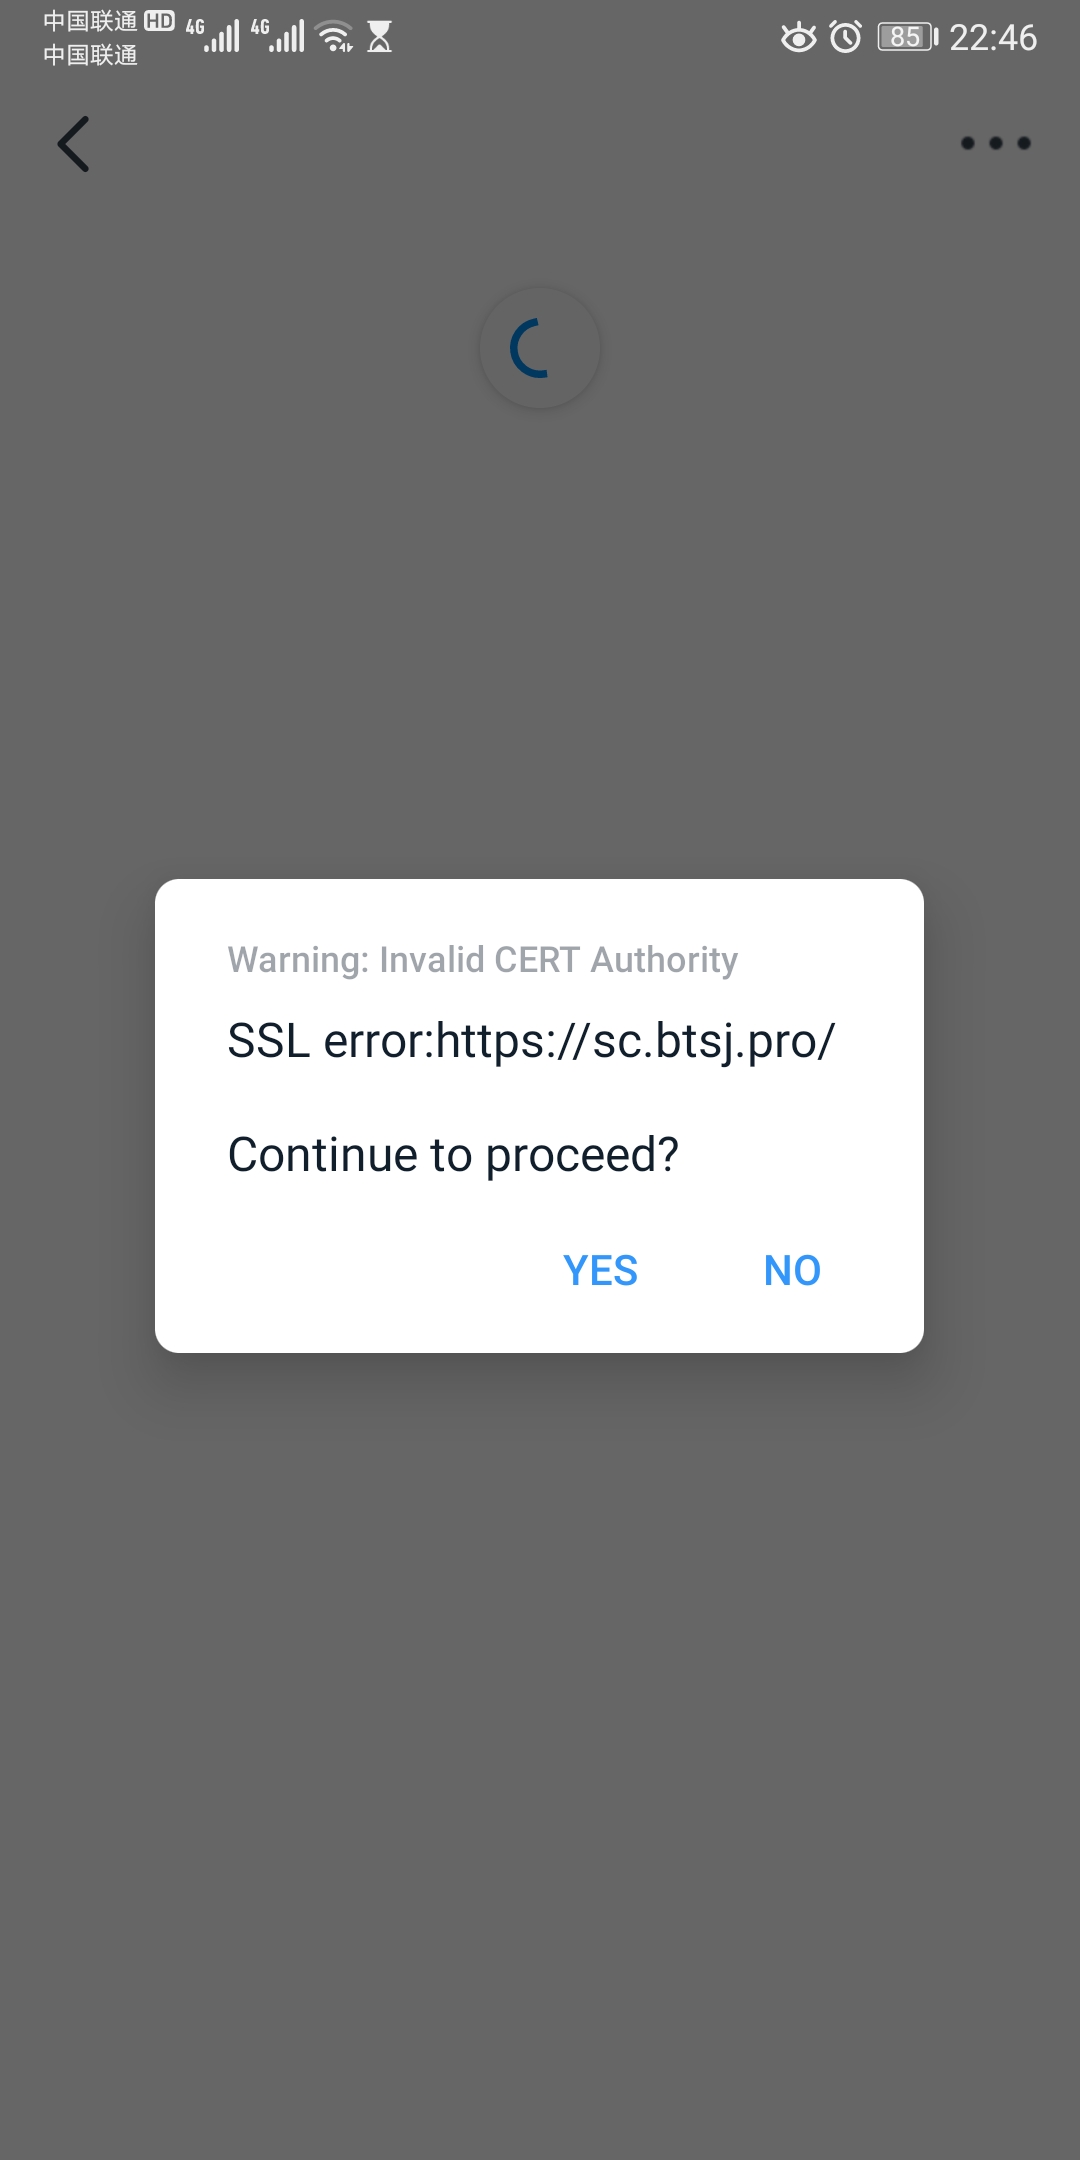 中国联通 HD 4G 4G 85 22:46
中国联通
Warning: Invalid CERT Authority
SSL error:https://sc.btsj.pro/
Continue to proceed?
YES NO